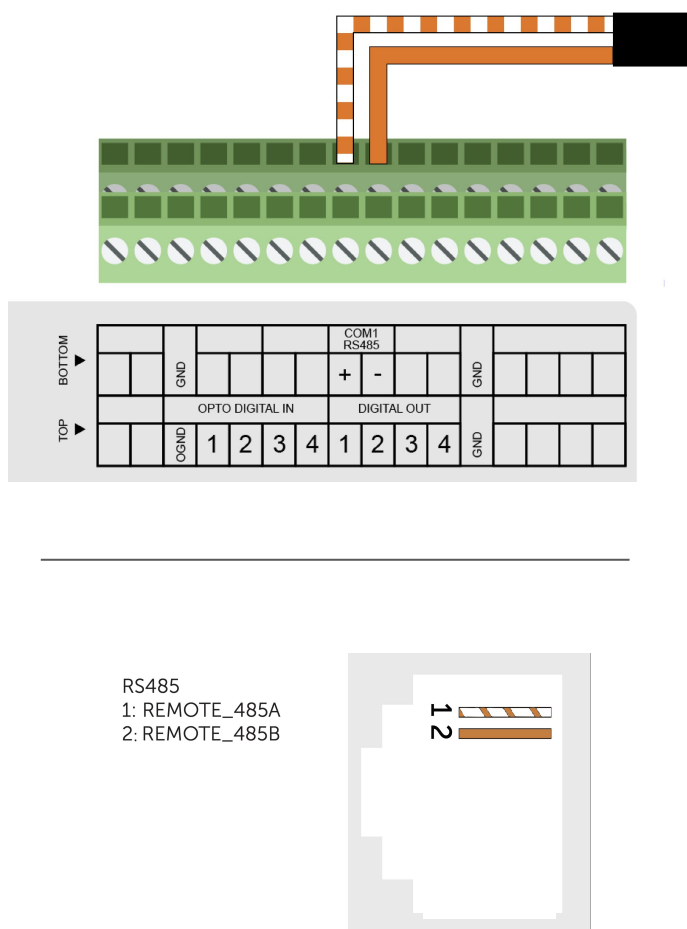 BOTTOM
COM1
RS485
GND
+ -
GND
TOP
OPTO DIGITAL IN DIGITAL OUT
OGND 1 2 3 4 1 2 3 4 GND
RS485
1: REMOTE_485A
2: REMOTE_485B
1
2